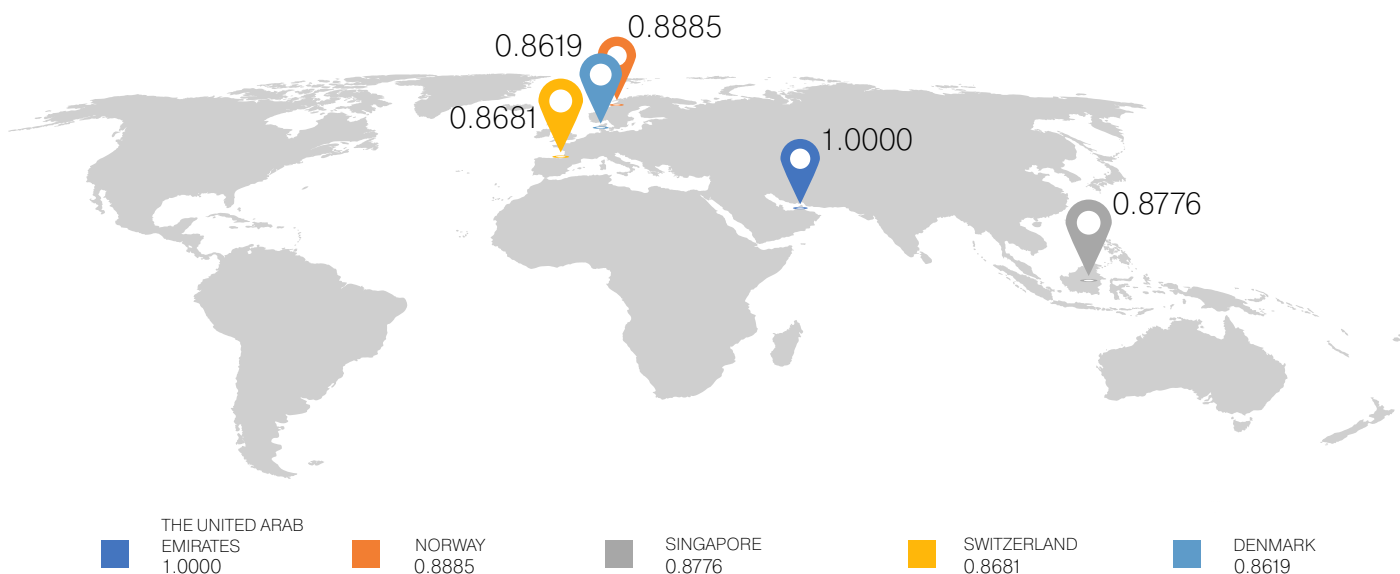 0.8885
0.8619
0.8681
1.0000
0.8776
THE UNITED ARAB
EMIRATES
1.0000
NORWAY
0.8885
SINGAPORE
0.8776
SWITZERLAND
0.8681
DENMARK
0.8619